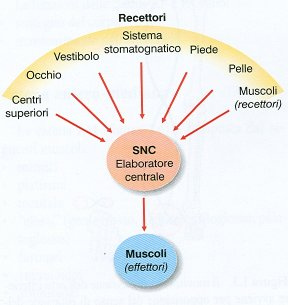 Recettori
Sistema
stomatognatico
Vestibolo
Piede
Occhio
Pelle
Centri
superiori
Muscoli
(recettori)
SNC
Elaboratore
centrale
Muscoli
(effettori)